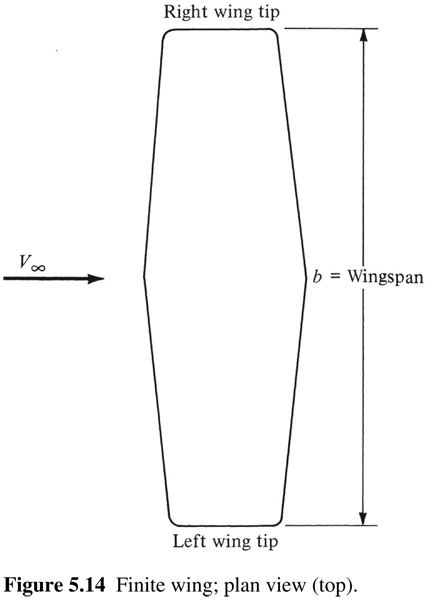 Right wing tip
V∞
b = Wingspan
Left wing tip
Figure 5.14 Finite wing; plan view (top).